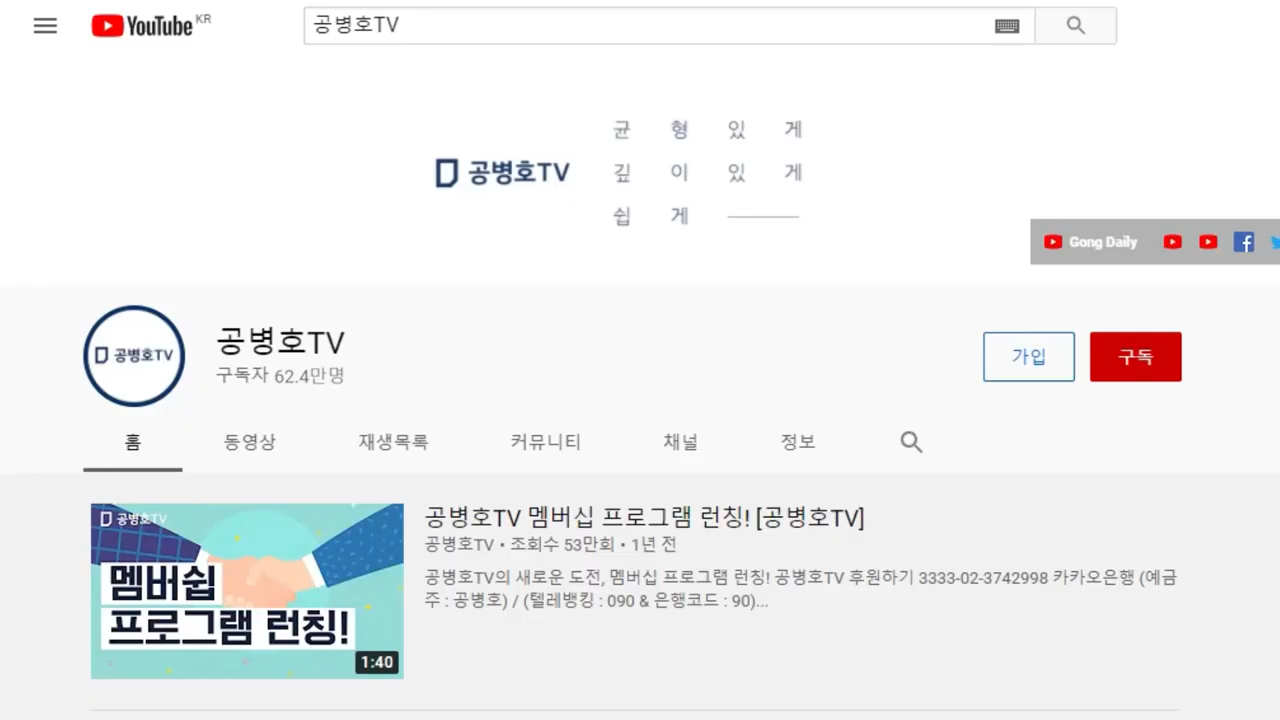 YouTube KR
공병호TV
균 형 있 게
공병호TV
깊 이 있 게
쉽 게
Gong Daily
공병호TV
공병호TV
구독자 62.4만명
가입
구독
홈
동영상
재생목록
커뮤니티
채널
정보
공병호TV
멤버쉽
프로그램 런칭!
1:40
공병호TV 멤버십 프로그램 런칭! [공병호TV]
공병호TV • 조회수 53만회 • 1년 전
공병호TV의 새로운 도전, 멤버십 프로그램 런칭! 공병호TV 후원하기 3333-02-3742998 카카오은행 (예금
주 : 공병호) / (텔레뱅킹 : 090 & 은행코드 : 90)...